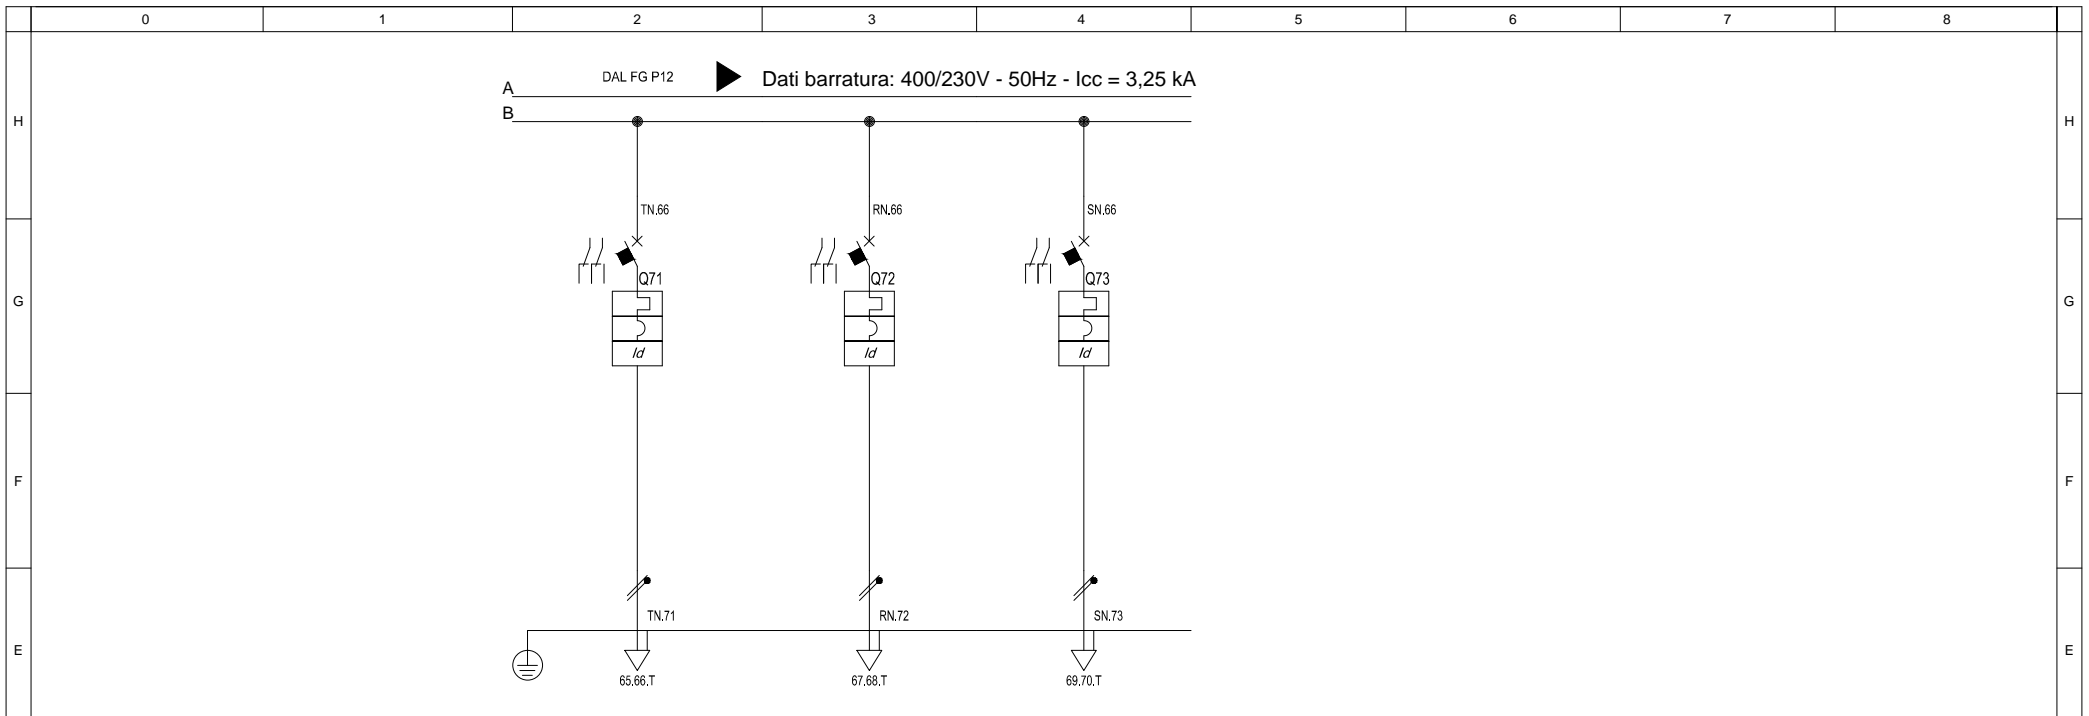 0 1 2 3 4 5 6 7 8
DAL FG P12 Dati barratura: 400/230V - 50Hz - Icc = 3,25 kA
A
B
H H
TN.66 RN.66 SN.66
Q71 Q72 Q73
G G
Id Id Id
F F
TN.71 RN.72 SN.73
E E
65.66.T 67.68.T 69.70.T